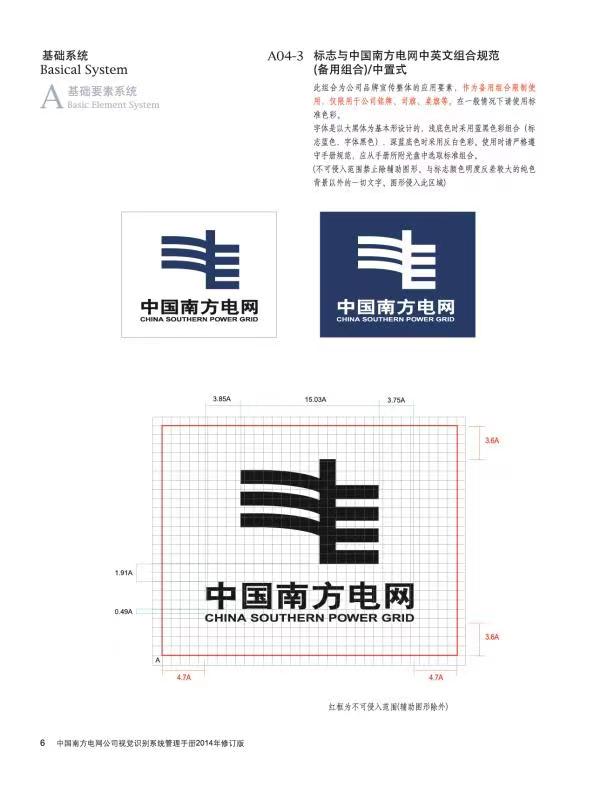 基础系统
Basical System
A 基础要素系统
Basic Element System
A04-3 标志与中国南方电网中英文组合规范
(备用组合)/中置式
此组合为公司品牌宣传整体的应用要素，作为备用组合限制使
用，仅限用于公司铭牌、司旗、桌旗等。在一般情况下请使用标
准色彩。
字体是以大黑体为基本形设计的，浅底色时采用蓝黑色彩组合（标
志蓝色、字体黑色），深蓝底色时采用反白色彩。使用时请严格遵
守手册规范，应从手册所附光盘中选取标准组合。
(不可侵入范围禁止除辅助图形、与标志颜色明度反差较大的纯色
背景以外的一切文字、图形侵入此区域)
中国南方电网
CHINA SOUTHERN POWER GRID
中国南方电网
CHINA SOUTHERN POWER GRID
3.85A 15.03A 3.75A
3.6A
1.91A
中国南方电网
0.49A
CHINA SOUTHERN POWER GRID
3.6A
A
4.7A 4.7A
红框为不可侵入范围(辅助图形除外)
6 中国南方电网公司视觉识别系统管理手册2014年修订版